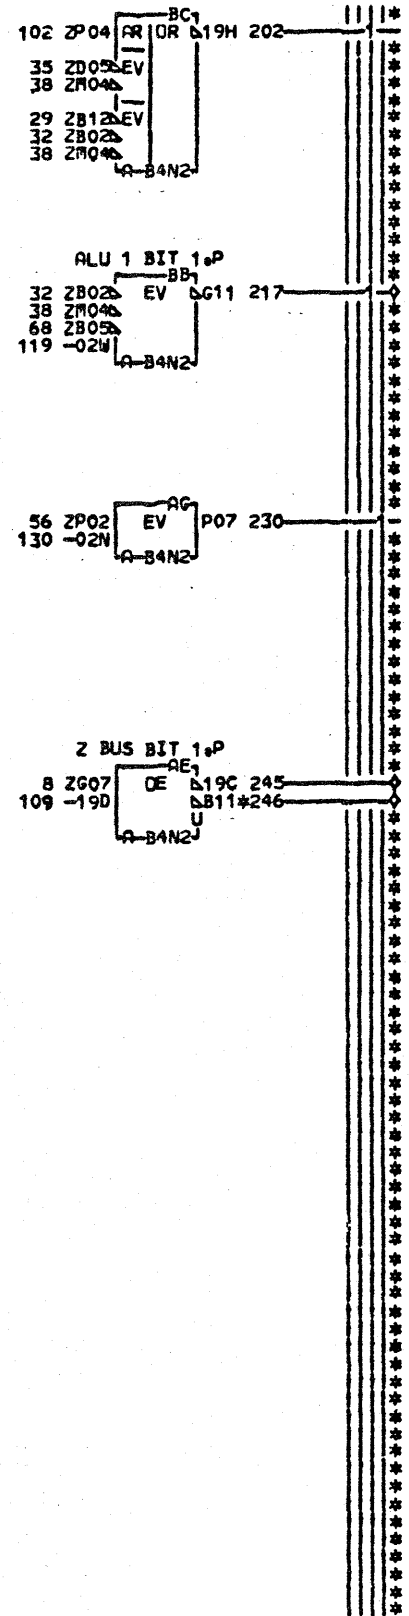 BC
102 ZP04 AR OR 19H 202
35 ZD05 EV
38 ZM04
29 ZB12 EV
32 ZB02
38 ZM04
A B4N2
ALU 1 BIT 1.P
BB
32 ZB02 EV G11 217
38 ZM04
68 ZB05
119 -02W
A B4N2
AG
56 ZP02 EV P07 230
130 -02N
A B4N2
Z BUS BIT 1.P
AE
8 ZG07 OE 19C 245
109 -19D B11*246
U
A B4N2